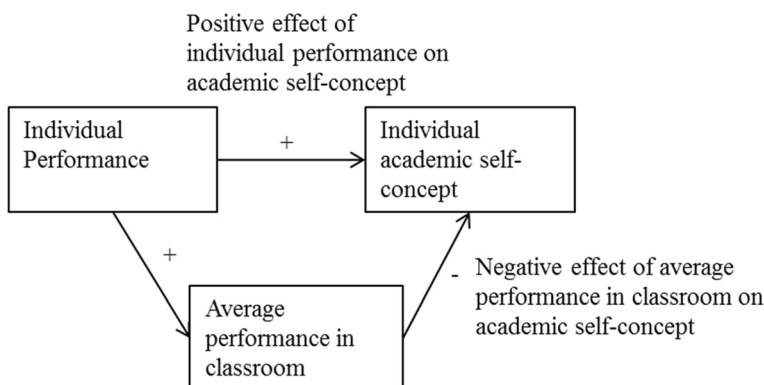 Positive effect of
individual performance on
academic self-concept
Individual
Performance
+
Individual
academic self-
concept
+
- Negative effect of average
performance in classroom on
academic self-concept
Average
performance in
classroom